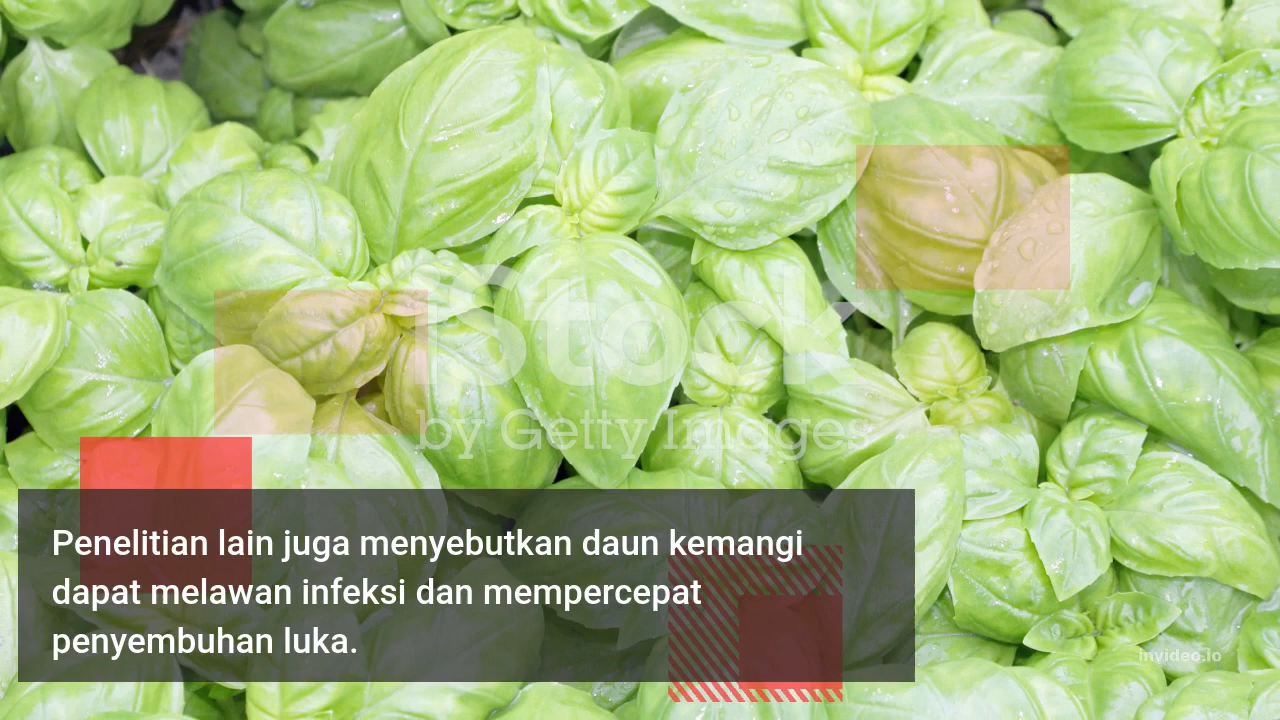 iStock
by Getty Images
Penelitian lain juga menyebutkan daun kemangi
dapat melawan infeksi dan mempercepat
penyembuhan luka.
invideo.io